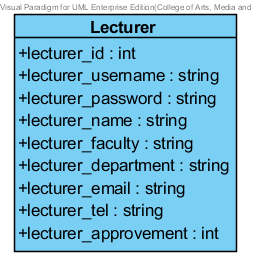 Visual Paradigm for UML Enterprise Edition(College of Arts, Media and
Lecturer
+lecturer_id : int
+lecturer_username : string
+lecturer_password : string
+lecturer_name : string
+lecturer_faculty : string
+lecturer_department : string
+lecturer_email : string
+lecturer_tel : string
+lecturer_approvement : int